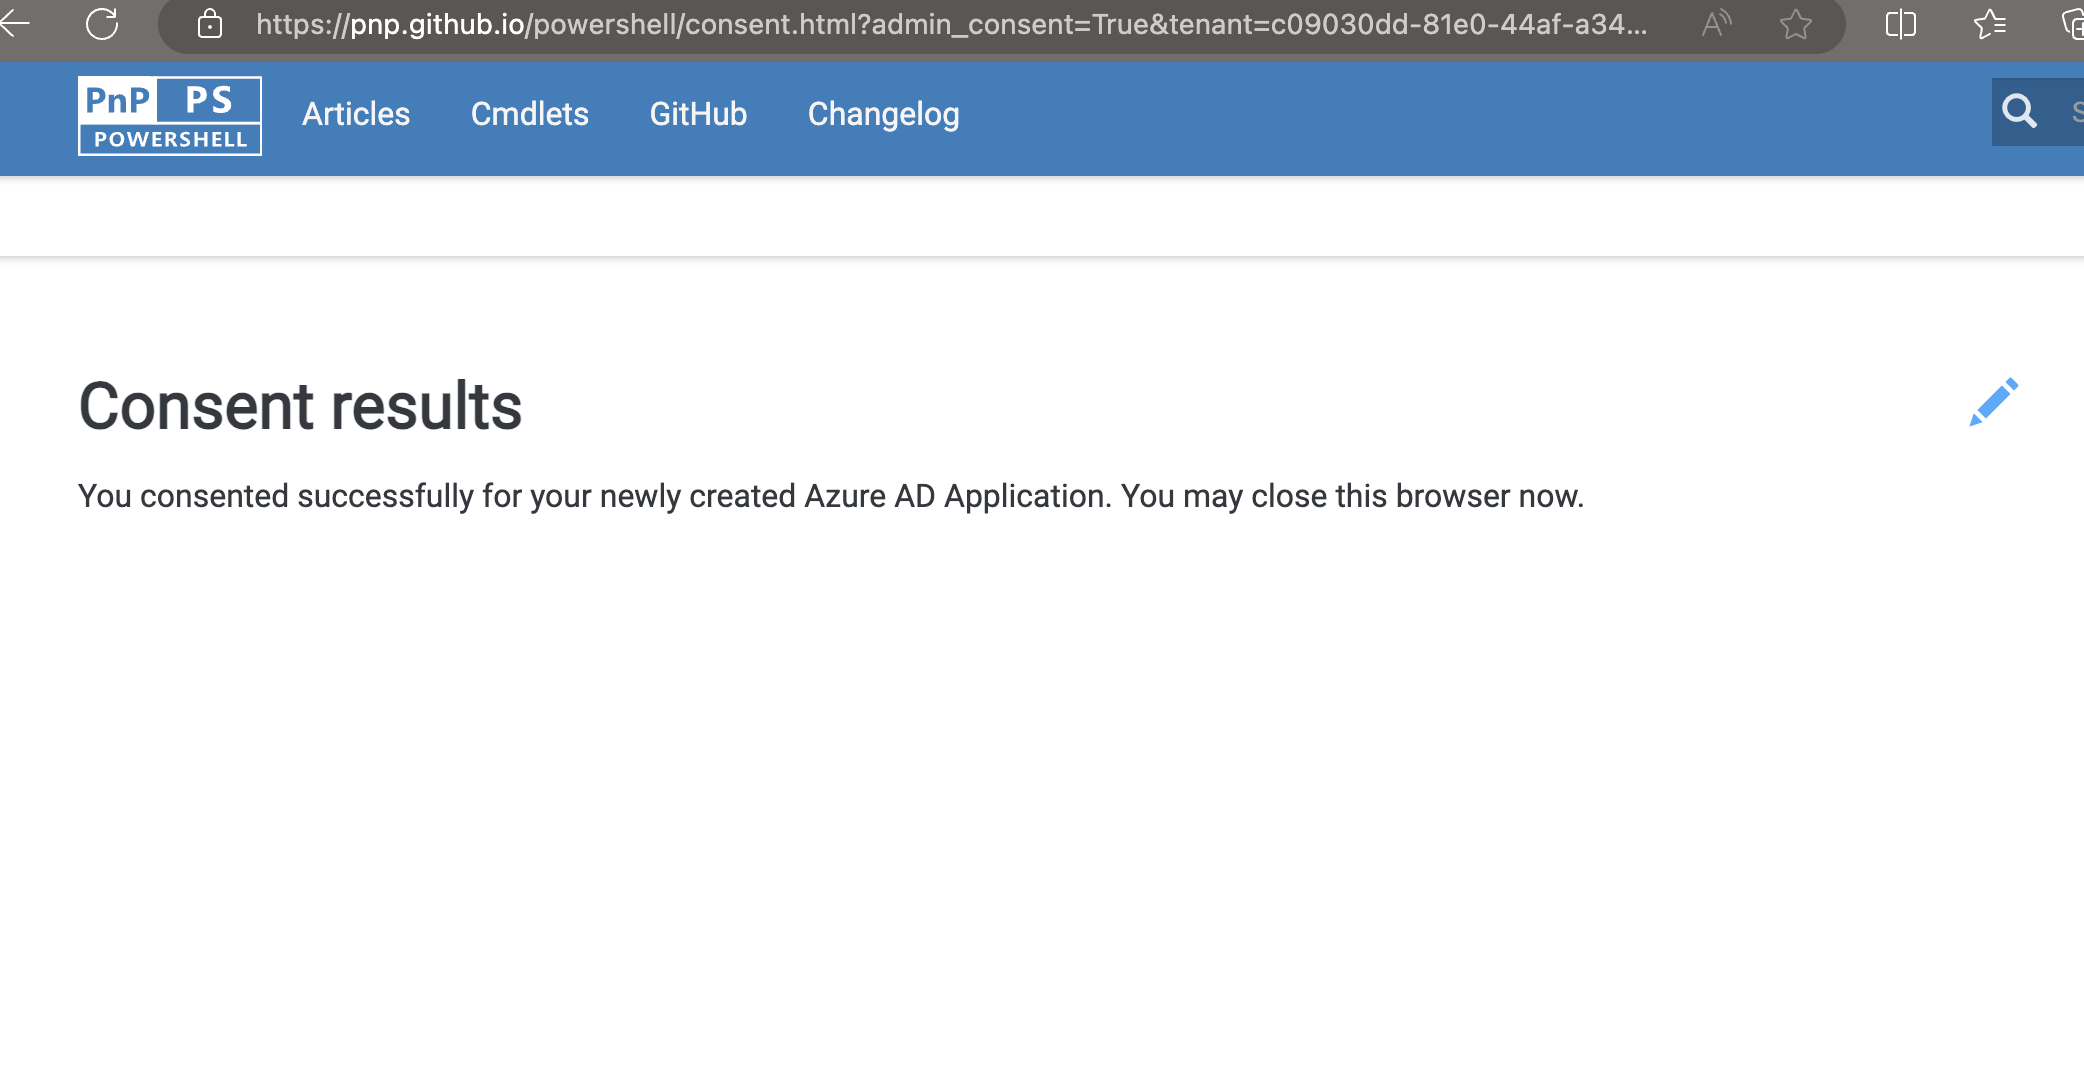 https://pnp.github.io/powershell/consent.html?admin_consent=True&tenant=c09030dd-81e0-44af-a34...
PnP PS
POWERSHELL
Articles
Cmdlets
GitHub
Changelog
Consent results
You consented successfully for your newly created Azure AD Application. You may close this browser now.